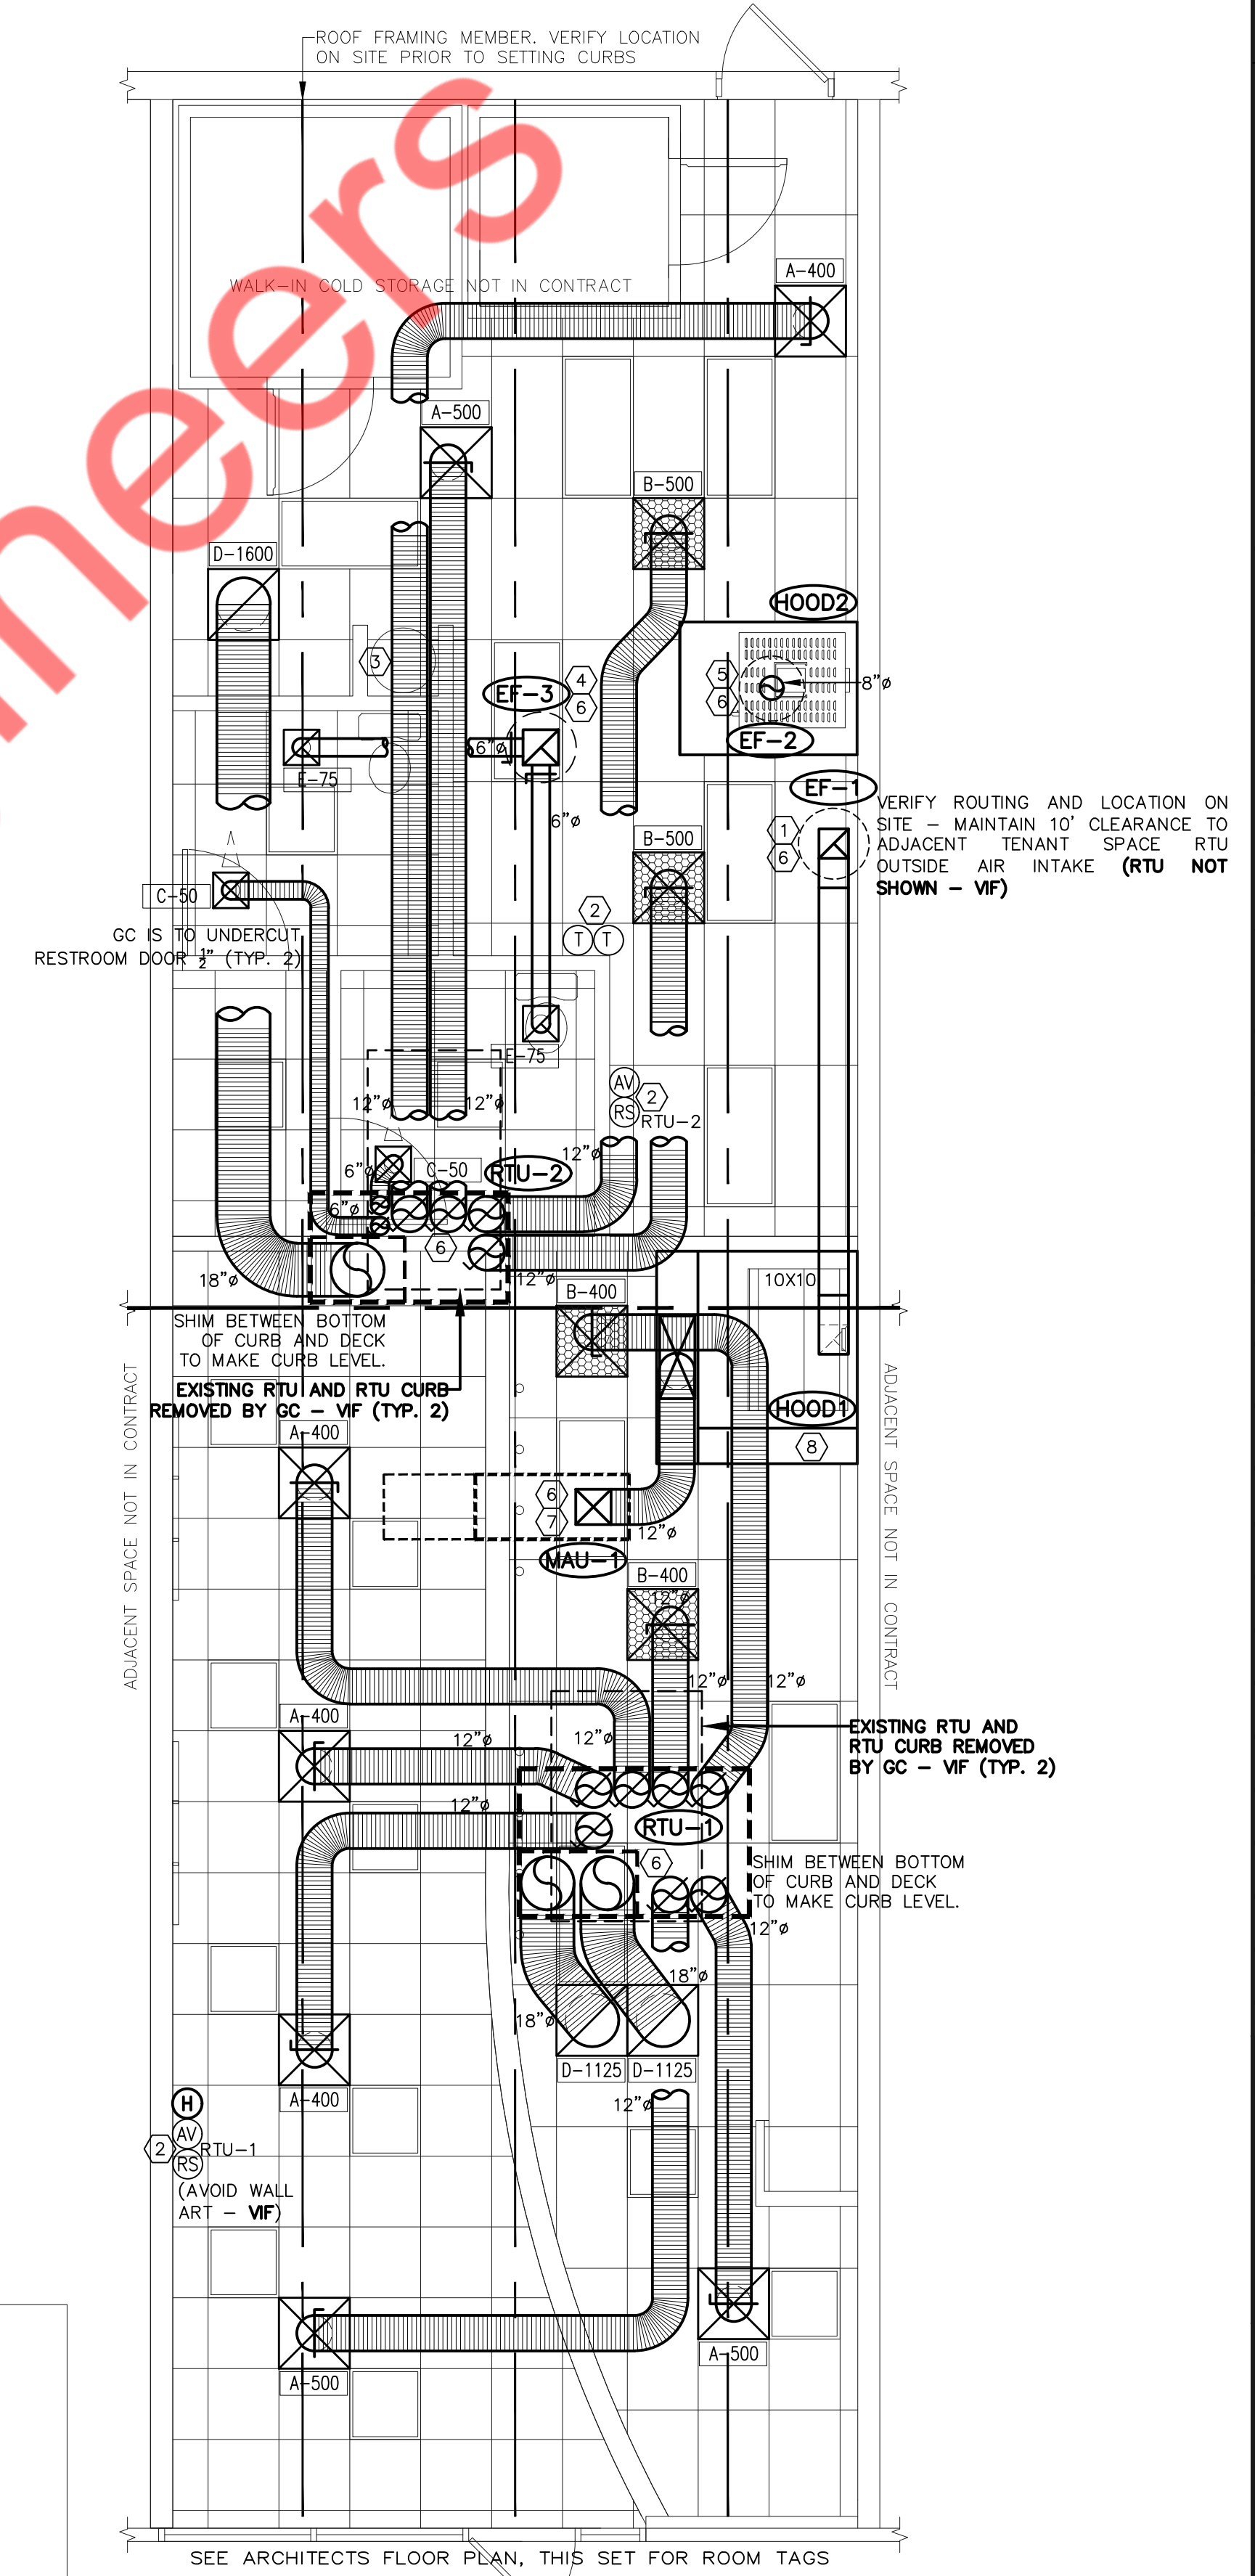 ROOF FRAMING MEMBER. VERIFY LOCATION
ON SITE PRIOR TO SETTING CURBS
neers
WALK-IN COLD STORAGE NOT IN CONTRACT
A-400
A-500
B-500
D-1600
HOOD2
3
EF-3
4
6
5
6
8"ø
EF-2
6"ø
E-75
EF-1
6"ø
VERIFY ROUTING AND LOCATION ON
SITE – MAINTAIN 10' CLEARANCE TO
ADJACENT TENANT SPACE RTU
OUTSIDE AIR INTAKE (RTU NOT
SHOWN – VIF)
1
6
B-500
C-50
2
T T
GC IS TO UNDERCUT
RESTROOM DOOR ½" (TYP. 2)
E-75
12"ø
12"ø
AV
RS
2
RTU-2
12"ø
6"ø
C-50
RTU-2
6"ø
6
18"ø
12"ø
10X10
B-400
SHIM BETWEEN BOTTOM
OF CURB AND DECK
TO MAKE CURB LEVEL.
EXISTING RTU AND RTU CURB
REMOVED BY GC – VIF (TYP. 2)
ADJACENT SPACE NOT IN CONTRACT
ADJACENT SPACE NOT IN CONTRACT
HOOD1
8
A-400
6
7
12"ø
MAU-1
B-400
12"ø
12"ø
12"ø
A-400
12"ø
12"ø
EXISTING RTU AND
RTU CURB REMOVED
BY GC – VIF (TYP. 2)
12"ø
RTU-1
6
SHIM BETWEEN BOTTOM
OF CURB AND DECK
TO MAKE CURB LEVEL.
12"ø
18"ø
18"ø
D-1125
D-1125
A-400
12"ø
H
AV
RS
2
RTU-1
(AVOID WALL
ART – VIF)
A-500
A-500
SEE ARCHITECTS FLOOR PLAN, THIS SET FOR ROOM TAGS